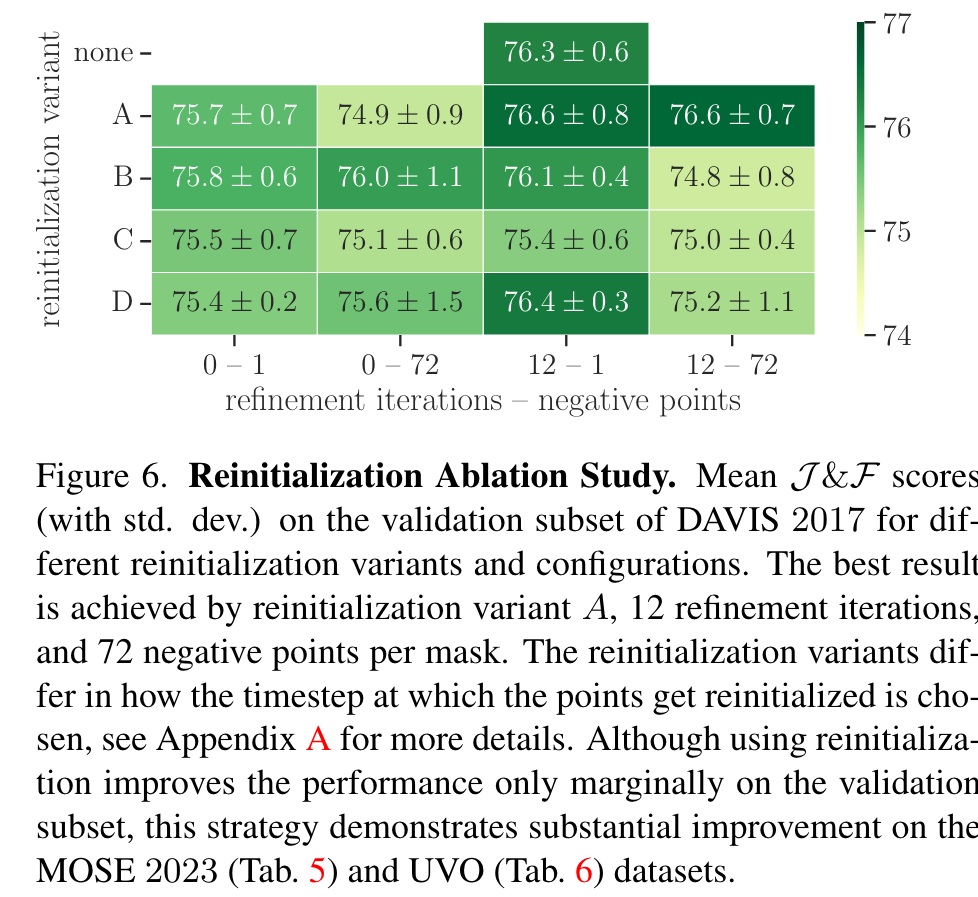 reinitialization variant
none 76.3 ± 0.6
A 75.7 ± 0.7 74.9 ± 0.9 76.6 ± 0.8 76.6 ± 0.7
B 75.8 ± 0.6 76.0 ± 1.1 76.1 ± 0.4 74.8 ± 0.8
C 75.5 ± 0.7 75.1 ± 0.6 75.4 ± 0.6 75.0 ± 0.4
D 75.4 ± 0.2 75.6 ± 1.5 76.4 ± 0.3 75.2 ± 1.1
0 – 1 0 – 72 12 – 1 12 – 72
refinement iterations – negative points
77
76
75
74
Figure 6. Reinitialization Ablation Study. Mean 𝒥&ℱ scores
(with std. dev.) on the validation subset of DAVIS 2017 for dif-
ferent reinitialization variants and configurations. The best result
is achieved by reinitialization variant A, 12 refinement iterations,
and 72 negative points per mask. The reinitialization variants dif-
fer in how the timestep at which the points get reinitialized is cho-
sen, see Appendix A for more details. Although using reinitializa-
tion improves the performance only marginally on the validation
subset, this strategy demonstrates substantial improvement on the
MOSE 2023 (Tab. 5) and UVO (Tab. 6) datasets.